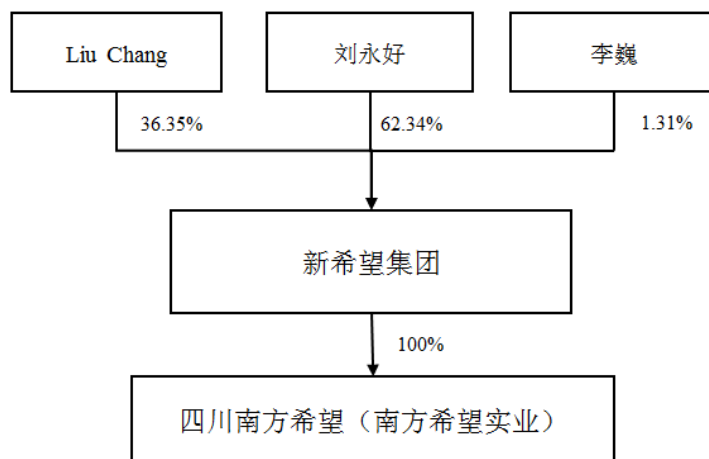 Liu Chang
刘永好
李巍
36.35%
62.34%
1.31%
新希望集团
100%
四川南方希望（南方希望实业）